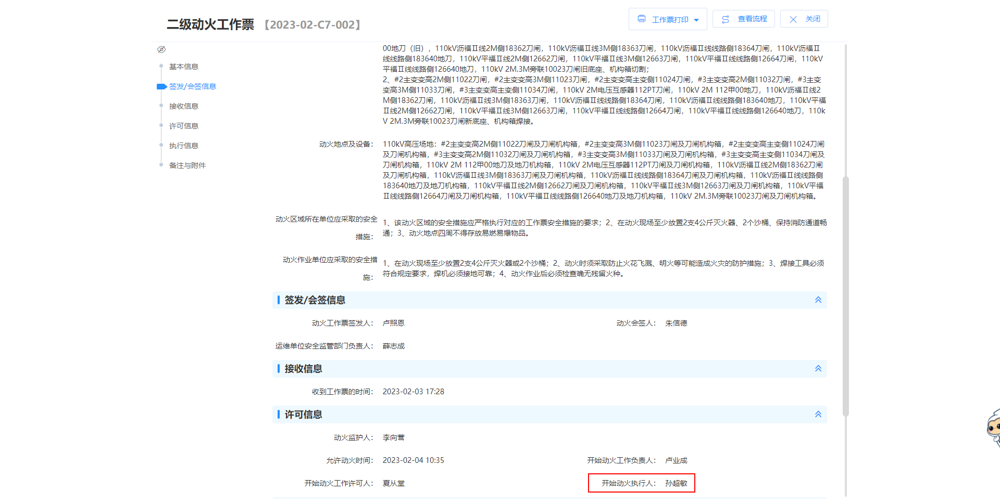 二级动火工作票 【2023-02-C7-002】
工作票打印 查看流程 关闭
基本信息
签发/会签信息
接收信息
许可信息
执行信息
备注与附件
00地刀（旧），110kV沥福Ⅱ线2M侧18362刀闸，110kV沥福Ⅱ线3M侧18363刀闸，110kV沥福Ⅱ线线路侧18364刀闸，110kV沥福Ⅱ
线线路侧183640地刀，110kV平福Ⅱ线2M侧12662刀闸，110kV平福Ⅱ线3M侧12663刀闸，110kV平福Ⅱ线线路侧12664刀闸，110kV
平福Ⅱ线线路侧126640地刀，110kV 2M.3M旁联10023刀闸旧底座、机构箱切割；
2、#2主变变高2M侧11022刀闸，#2主变变高3M侧11023刀闸，#2主变变高主变侧11024刀闸，#3主变变高2M侧11032刀闸，#3主变
变高3M侧11033刀闸，#3主变变高主变侧11034刀闸，110kV 2M电压互感器112PT刀闸，110kV 2M 112甲00地刀，110kV沥福Ⅱ线2
M侧18362刀闸，110kV沥福Ⅱ线3M侧18363刀闸，110kV沥福Ⅱ线线路侧18364刀闸，110kV沥福Ⅱ线线路侧183640地刀，110kV平福
Ⅱ线2M侧12662刀闸，110kV平福Ⅱ线3M侧12663刀闸，110kV平福Ⅱ线线路侧12664刀闸，110kV平福Ⅱ线线路侧126640地刀，110k
V 2M.3M旁联10023刀闸新底座、机构箱焊接。
动火地点及设备： 110kV高压场地：#2主变变高2M侧11022刀闸及刀闸机构箱，#2主变变高3M侧11023刀闸及刀闸机构箱，#2主变变高主变侧11024刀闸
及刀闸机构箱，#3主变变高2M侧11032刀闸及刀闸机构箱，#3主变变高3M侧11033刀闸及刀闸机构箱，#3主变变高主变侧11034刀闸及
刀闸机构箱，110kV 2M 112甲00地刀及地刀机构箱，110kV 2M电压互感器112PT刀闸及刀闸机构箱，110kV沥福Ⅱ线2M侧18362刀闸
及刀闸机构箱，110kV沥福Ⅱ线3M侧18363刀闸及刀闸机构箱，110kV沥福Ⅱ线线路侧18364刀闸及刀闸机构箱，110kV沥福Ⅱ线线路侧
183640地刀及地刀机构箱，110kV平福Ⅱ线2M侧12662刀闸及刀闸机构箱，110kV平福Ⅱ线3M侧12663刀闸及刀闸机构箱，110kV平福
Ⅱ线线路侧12664刀闸及刀闸机构箱，110kV平福Ⅱ线线路侧126640地刀及地刀机构箱，110kV 2M.3M旁联10023刀闸及刀闸机构箱。
动火区域所在单位应采取的安全
措施：
1、该动火区域的安全措施应严格执行对应的工作票安全措施的要求；2、在动火现场至少放置2支4公斤灭火器、2个沙桶、保持消防通道畅
通；3、动火地点四周不得存放易燃易爆物品。
动火作业单位应采取的安全措
施：
1、在动火现场至少放置2支4公斤灭火器或2个沙桶；2、动火时须采取防止火花飞溅、明火等可能造成火灾的防护措施；3、焊接工具必须
符合规定要求，焊机必须接地可靠；4、动火作业后必须检查确无残留火种。
签发/会签信息
动火工作票签发人： 卢照恩 动火会签人： 朱信德
运维单位安全监管部门负责人： 薛志成
接收信息
收到工作票的时间： 2023-02-03 17:28
许可信息
动火监护人： 李向营
允许动火时间： 2023-02-04 10:35 开始动火工作负责人： 卢业成
开始动火工作许可人： 夏从堂 开始动火执行人： 孙超敏